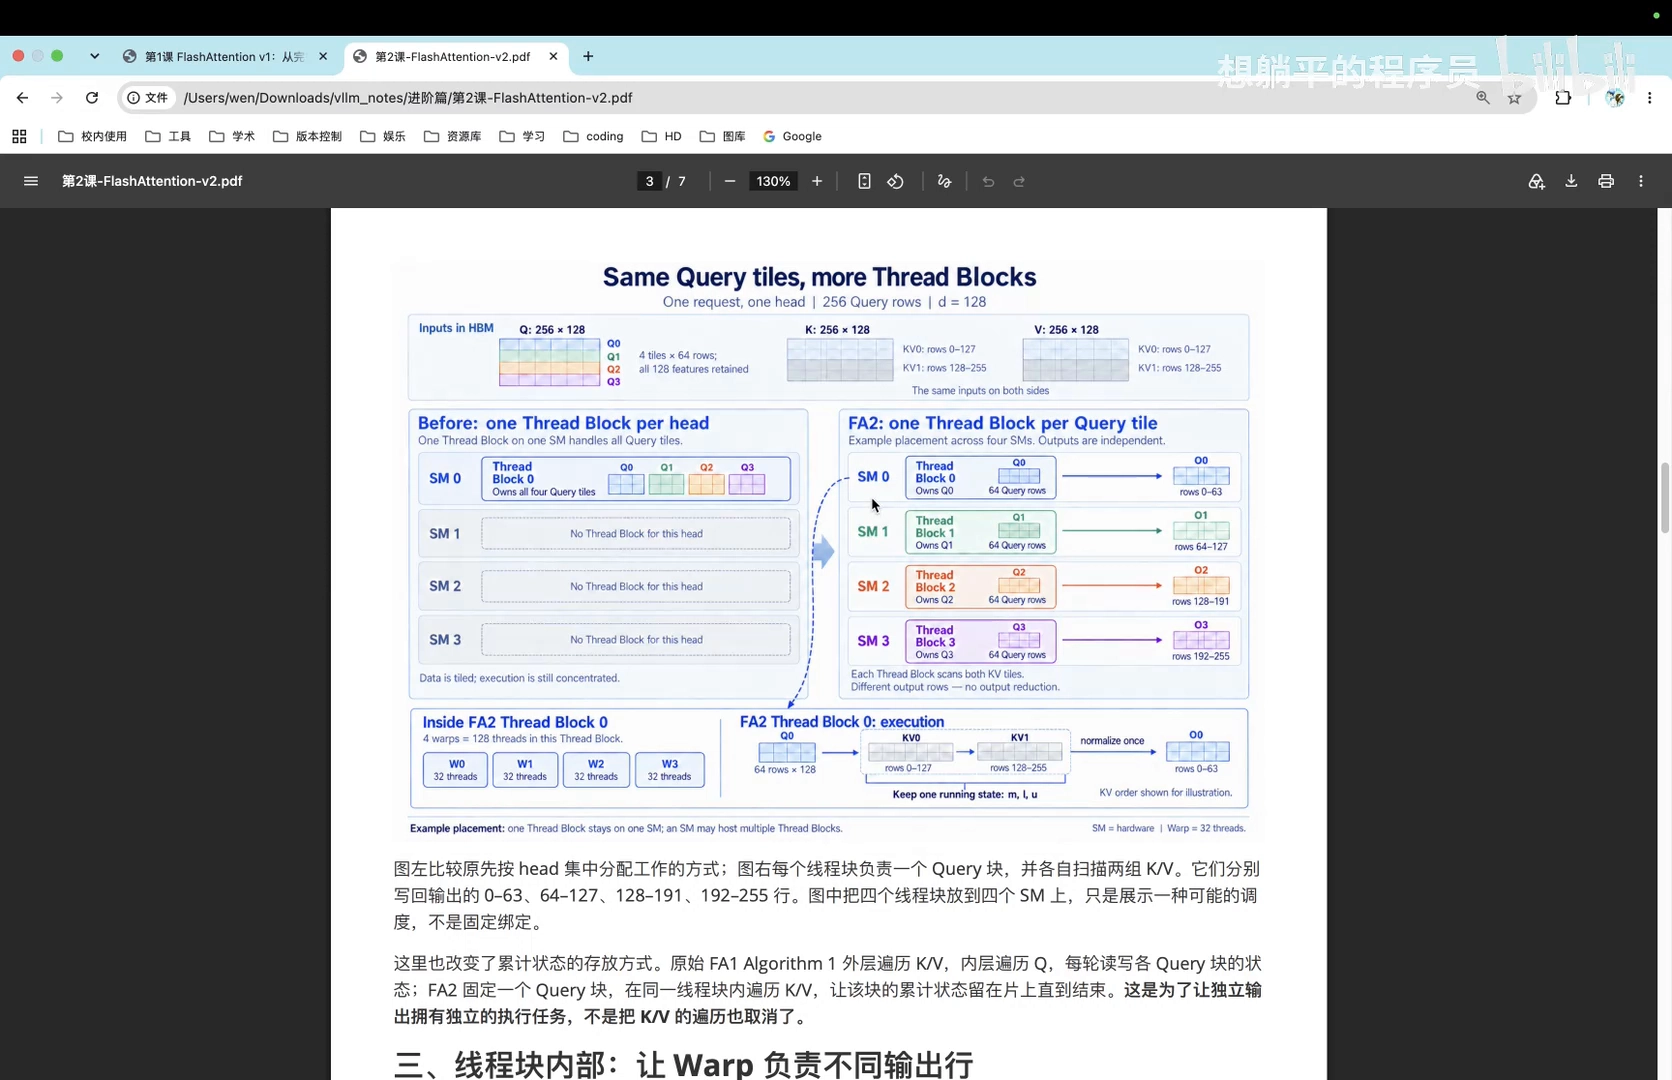 第1课 FlashAttention v1：从完
第2课-FlashAttention-v2.pdf
想躺平的程序员 bilibili
文件
/Users/wen/Downloads/vllm_notes/进阶篇/第2课-FlashAttention-v2.pdf
校内使用 工具 学术 版本控制 娱乐 资源库 学习 coding HD 图库 Google
第2课-FlashAttention-v2.pdf
3 / 7
130%
Same Query tiles, more Thread Blocks
One request, one head | 256 Query rows | d = 128
Inputs in HBM
Q: 256 × 128
Q0
Q1
Q2
Q3
4 tiles × 64 rows;
all 128 features retained
K: 256 × 128
KV0: rows 0–127
KV1: rows 128–255
V: 256 × 128
KV0: rows 0–127
KV1: rows 128–255
The same inputs on both sides
Before: one Thread Block per head
One Thread Block on one SM handles all Query tiles.
SM 0
Thread
Block 0
Owns all four Query tiles
Q0 Q1 Q2 Q3
SM 1
No Thread Block for this head
SM 2
No Thread Block for this head
SM 3
No Thread Block for this head
Data is tiled; execution is still concentrated.
FA2: one Thread Block per Query tile
Example placement across four SMs. Outputs are independent.
SM 0
Thread
Block 0
Owns Q0
Q0
64 Query rows
O0
rows 0–63
SM 1
Thread
Block 1
Owns Q1
Q1
64 Query rows
O1
rows 64–127
SM 2
Thread
Block 2
Owns Q2
Q2
64 Query rows
O2
rows 128–191
SM 3
Thread
Block 3
Owns Q3
Q3
64 Query rows
O3
rows 192–255
Each Thread Block scans both KV tiles.
Different output rows — no output reduction.
Inside FA2 Thread Block 0
4 warps = 128 threads in this Thread Block.
W0
32 threads
W1
32 threads
W2
32 threads
W3
32 threads
FA2 Thread Block 0: execution
Q0
64 rows × 128
KV0
rows 0–127
KV1
rows 128–255
normalize once
O0
rows 0–63
Keep one running state: m, l, u
KV order shown for illustration.
Example placement: one Thread Block stays on one SM; an SM may host multiple Thread Blocks.
SM = hardware | Warp = 32 threads.
图左比较原先按 head 集中分配工作的方式；图右每个线程块负责一个 Query 块，并各自扫描两组 K/V。它们分别
写回输出的 0–63、64–127、128–191、192–255 行。图中把四个线程块放到四个 SM 上，只是展示一种可能的调
度，不是固定绑定。
这里也改变了累计状态的存放方式。原始 FA1 Algorithm 1 外层遍历 K/V，内层遍历 Q，每轮读写各 Query 块的状
态；FA2 固定一个 Query 块，在同一线程块内遍历 K/V，让该块的累计状态留在片上直到结束。这是为了让独立输
出拥有独立的执行任务，不是把 K/V 的遍历也取消了。
三、线程块内部：让 Warp 负责不同输出行